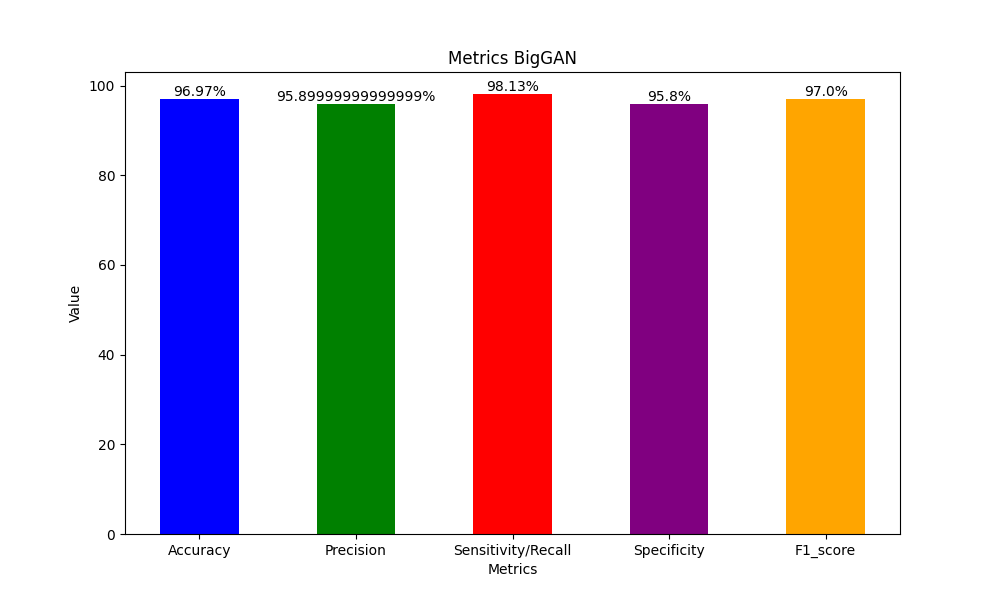 Metrics BigGAN
96.97%
95.89999999999999%
98.13%
95.8%
97.0%
100
80
60
40
20
0
Value
Accuracy
Precision
Sensitivity/Recall
Specificity
F1_score
Metrics